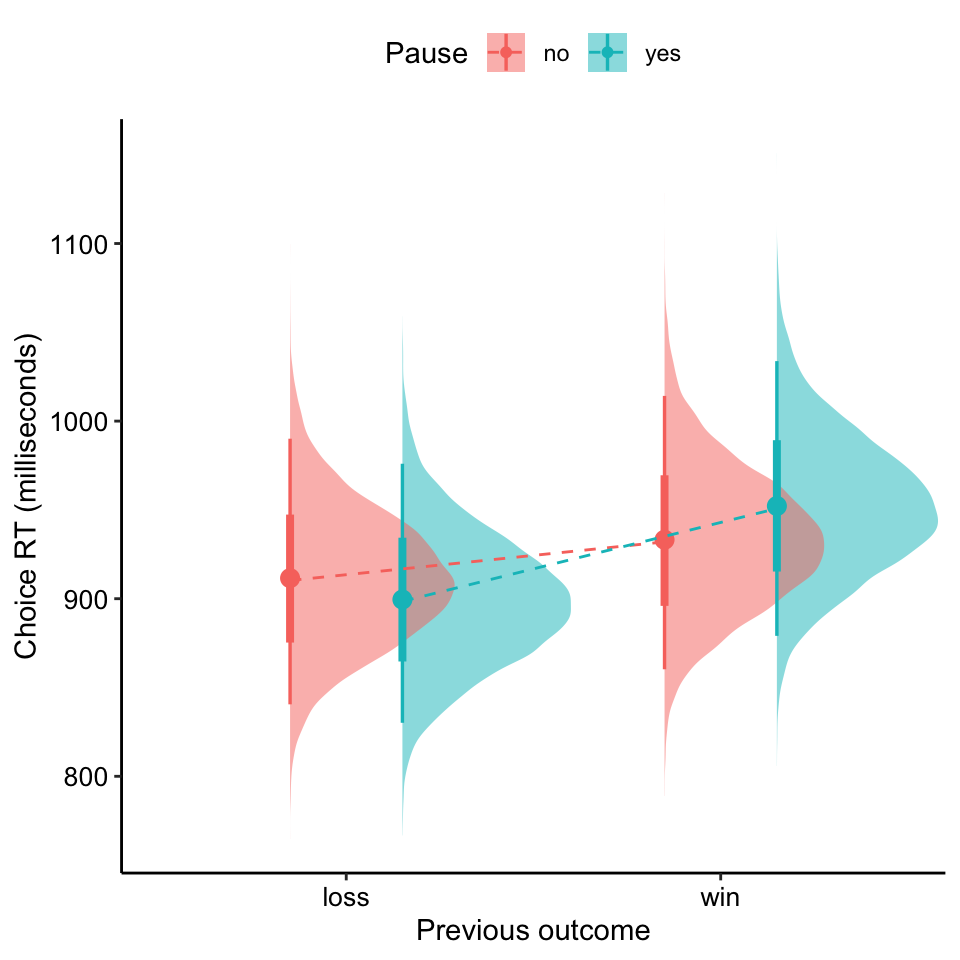 Pause no yes
Choice RT (milliseconds)
1100
1000
900
800
loss win
Previous outcome